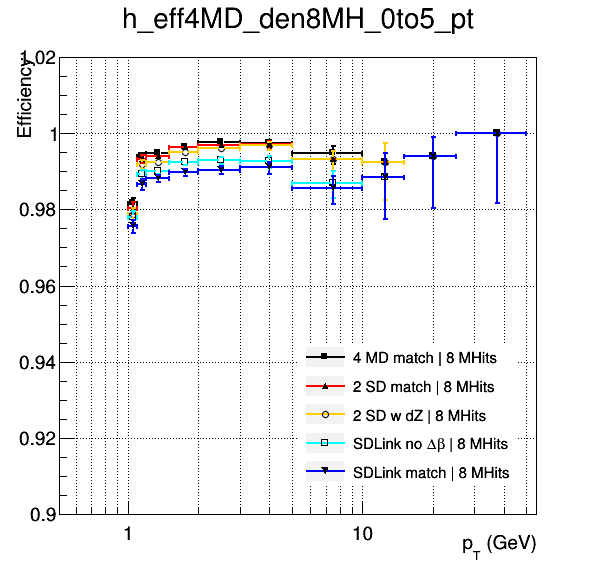 h_eff4MD_den8MH_0to5_pt
Efficiency
1.02
1
0.98
0.96
0.94
0.92
0.9
4 MD match | 8 MHits
2 SD match | 8 MHits
2 SD w dZ | 8 MHits
SDLink no Δβ | 8 MHits
SDLink match | 8 MHits
1
10
p_T (GeV)